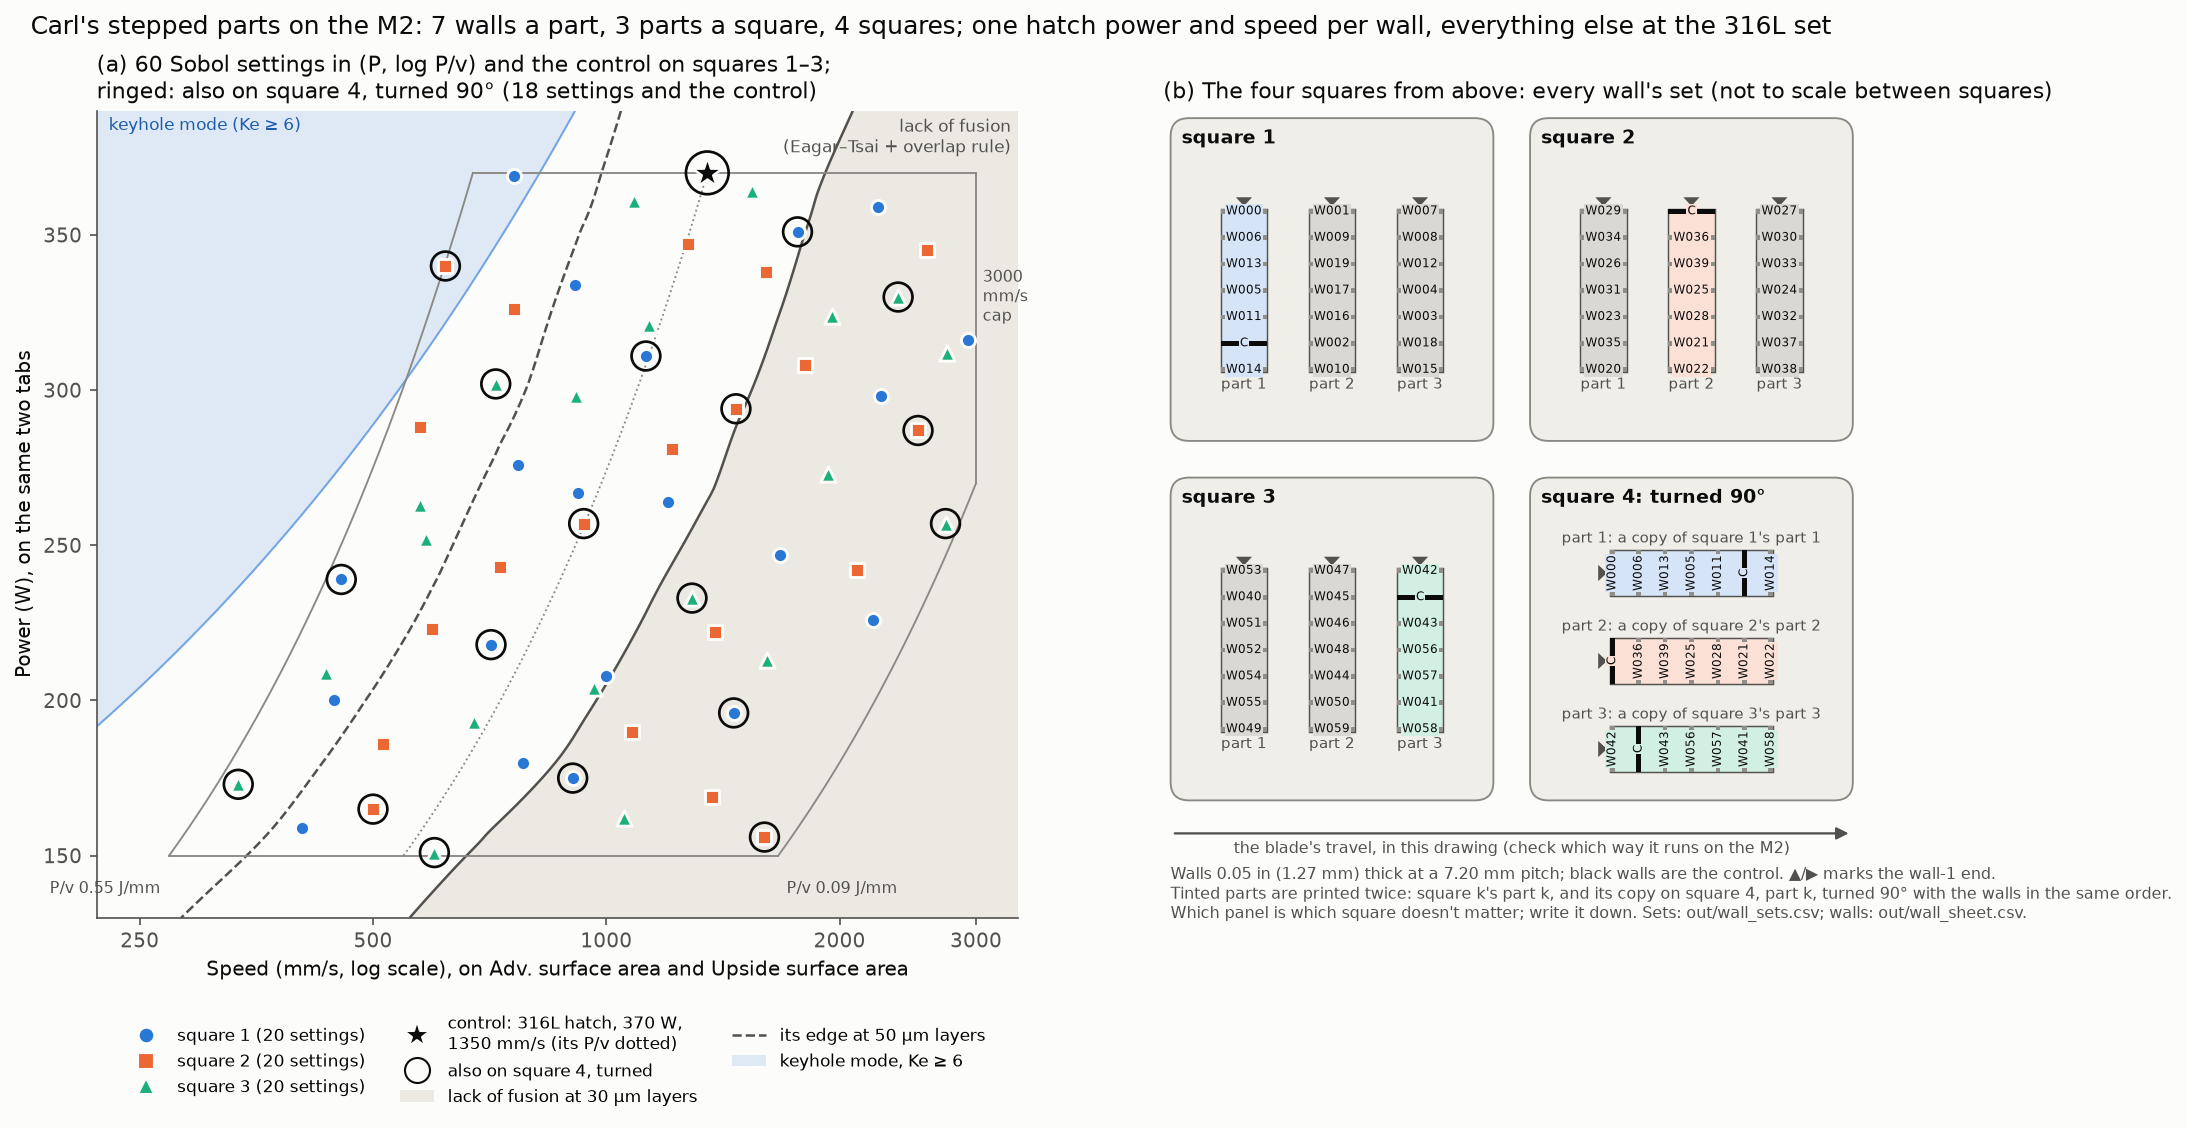 Carl's stepped parts on the M2: 7 walls a part, 3 parts a square, 4 squares; one hatch power and speed per wall, everything else at the 316L set
(a) 60 Sobol settings in (P, log P/v) and the control on squares 1–3;
ringed: also on square 4, turned 90° (18 settings and the control)
keyhole mode (Ke ≥ 6)
lack of fusion
(Eagar–Tsai + overlap rule)
3000
mm/s
cap
350
300
250
200
150
Power (W), on the same two tabs
P/v 0.55 J/mm
P/v 0.09 J/mm
250
500
1000
2000
3000
Speed (mm/s, log scale), on Adv. surface area and Upside surface area
square 1 (20 settings)
square 2 (20 settings)
square 3 (20 settings)
control: 316L hatch, 370 W,
1350 mm/s (its P/v dotted)
also on square 4, turned
lack of fusion at 30 µm layers
its edge at 50 µm layers
keyhole mode, Ke ≥ 6
(b) The four squares from above: every wall's set (not to scale between squares)
square 1
W000
W006
W013
W005
W011
C
W014
part 1
W001
W009
W019
W017
W016
W002
W010
part 2
W007
W008
W012
W004
W003
W018
W015
part 3
square 2
W029
W034
W026
W031
W023
W035
W020
part 1
C
W036
W039
W025
W028
W021
W022
part 2
W027
W030
W033
W024
W032
W037
W038
part 3
square 3
W053
W040
W051
W052
W054
W055
W049
part 1
W047
W045
W046
W048
W044
W050
W059
part 2
W042
C
W043
W056
W057
W041
W058
part 3
square 4: turned 90°
part 1: a copy of square 1's part 1
W000
W006
W013
W005
W011
C
W014
part 2: a copy of square 2's part 2
C
W036
W039
W025
W028
W021
W022
part 3: a copy of square 3's part 3
W042
C
W043
W056
W057
W041
W058
the blade's travel, in this drawing (check which way it runs on the M2)
Walls 0.05 in (1.27 mm) thick at a 7.20 mm pitch; black walls are the control. ▲/▶ marks the wall-1 end.
Tinted parts are printed twice: square k's part k, and its copy on square 4, part k, turned 90° with the walls in the same order.
Which panel is which square doesn't matter; write it down. Sets: out/wall_sets.csv; walls: out/wall_sheet.csv.